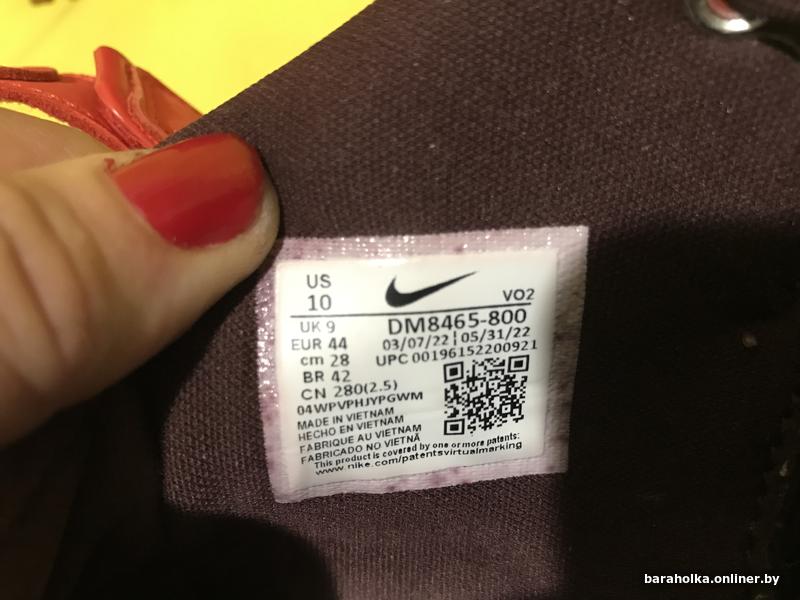 US
10
VO2
UK 9
DM8465-800
EUR 44
03/07/22 | 05/31/22
cm 28
UPC 00196152200921
BR 42
CN 280(2.5)
04WPVPHJYPGWM
MADE IN VIETNAM
HECHO EN VIETNAM
FABRIQUE AU VIETNAM
FABRICADO NO VIETNÃ
This product is covered by one or more patents:
www.nike.com/patentsvirtualmarking
baraholka.onliner.by